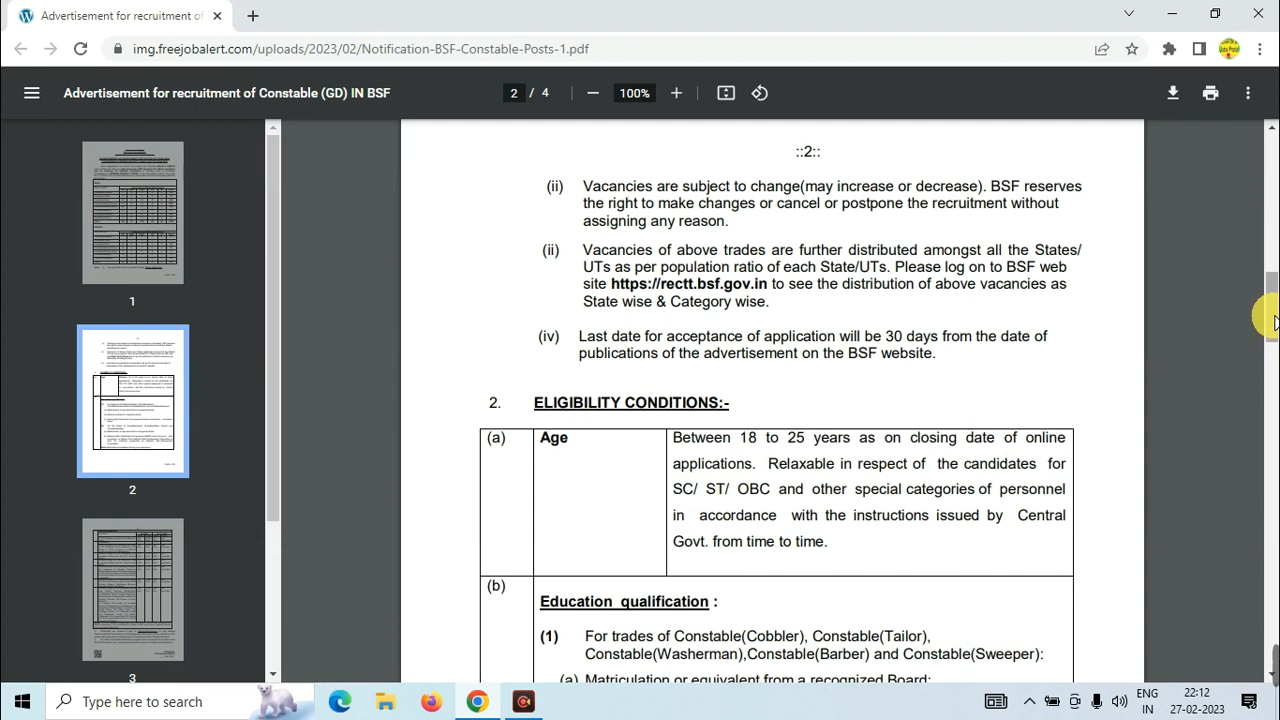 Advertisement for recruitment of
img.freejobalert.com/uploads/2023/02/Notification-BSF-Constable-Posts-1.pdf
Advertisement for recruitment of Constable (GD) IN BSF
2 / 4
100%
1
2
3
::2::
(ii) Vacancies are subject to change(may increase or decrease). BSF reserves
the right to make changes or cancel or postpone the recruitment without
assigning any reason.
(ii) Vacancies of above trades are further distributed amongst all the States/
UTs as per population ratio of each State/UTs. Please log on to BSF web
site https://rectt.bsf.gov.in to see the distribution of above vacancies as
State wise & Category wise.
(iv) Last date for acceptance of application will be 30 days from the date of
publications of the advertisement on the BSF website.
2. ELIGIBILITY CONDITIONS:-
(a) Age Between 18 to 25 years as on closing date of online
applications. Relaxable in respect of the candidates for
SC/ ST/ OBC and other special categories of personnel
in accordance with the instructions issued by Central
Govt. from time to time.
(b)
Education qualification :
(1) For trades of Constable(Cobbler), Constable(Tailor),
Constable(Washerman),Constable(Barber) and Constable(Sweeper):
(a) Matriculation or equivalent from a recognized Board;
Type here to search
ENG
IN
22:12
27-02-2023